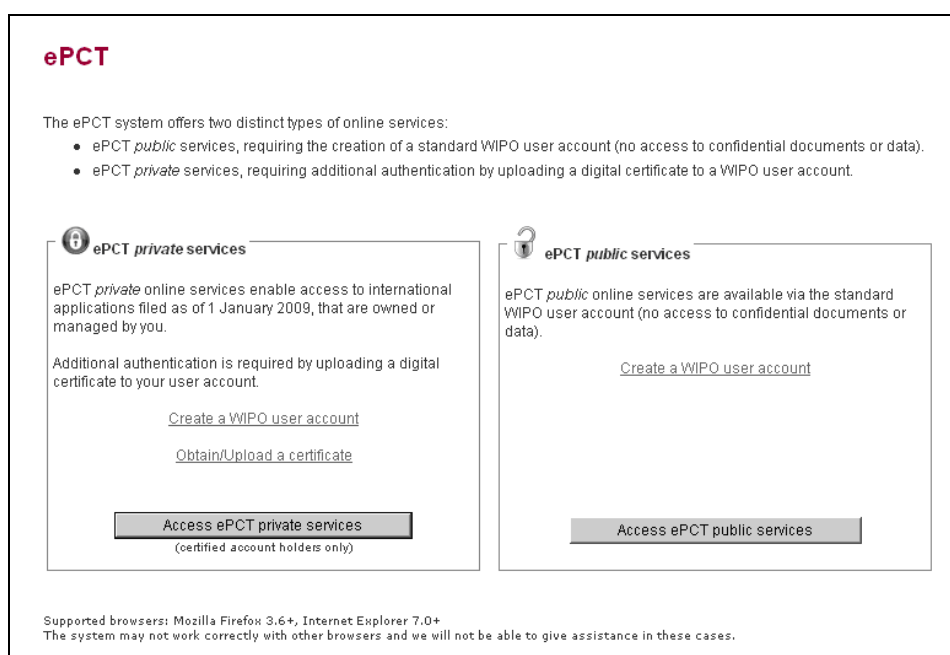 ePCT
The ePCT system offers two distinct types of online services:
• ePCT public services, requiring the creation of a standard WIPO user account (no access to confidential documents or data).
• ePCT private services, requiring additional authentication by uploading a digital certificate to a WIPO user account.
ePCT private services
ePCT private online services enable access to international
applications filed as of 1 January 2009, that are owned or
managed by you.
Additional authentication is required by uploading a digital
certificate to your user account.
Create a WIPO user account
Obtain/Upload a certificate
Access ePCT private services
(certified account holders only)
ePCT public services
ePCT public online services are available via the standard
WIPO user account (no access to confidential documents or
data).
Create a WIPO user account
Access ePCT public services
Supported browsers: Mozilla Firefox 3.6+, Internet Explorer 7.0+
The system may not work correctly with other browsers and we will not be able to give assistance in these cases.